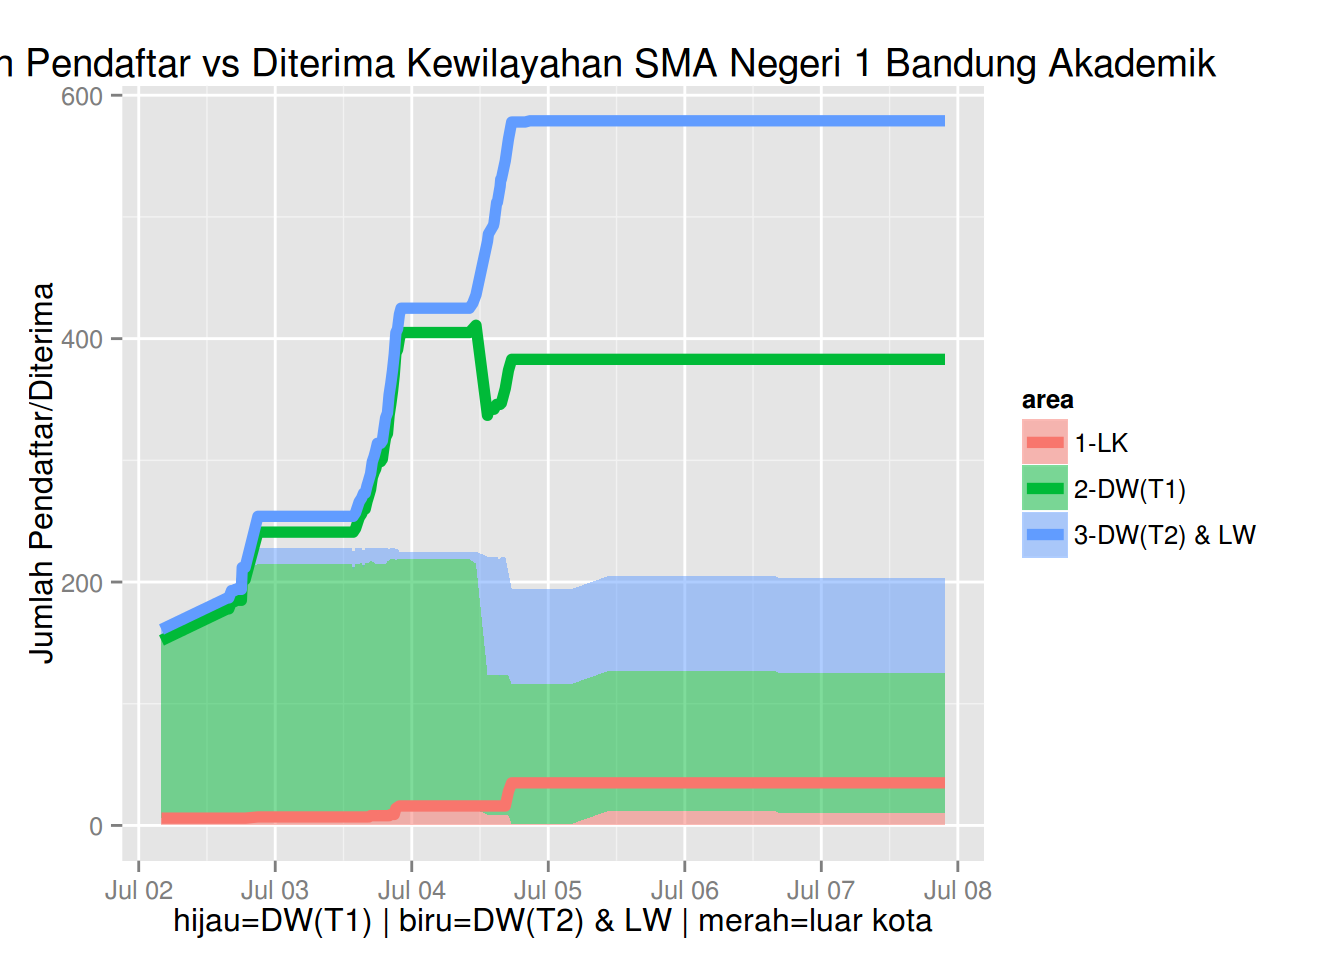 Pendaftar vs Diterima Kewilayahan SMA Negeri 1 Bandung Akademik
Jumlah Pendaftar/Diterima
600
400
200
0
Jul 02 Jul 03 Jul 04 Jul 05 Jul 06 Jul 07 Jul 08
hijau=DW(T1) | biru=DW(T2) & LW | merah=luar kota
area
1-LK
2-DW(T1)
3-DW(T2) & LW